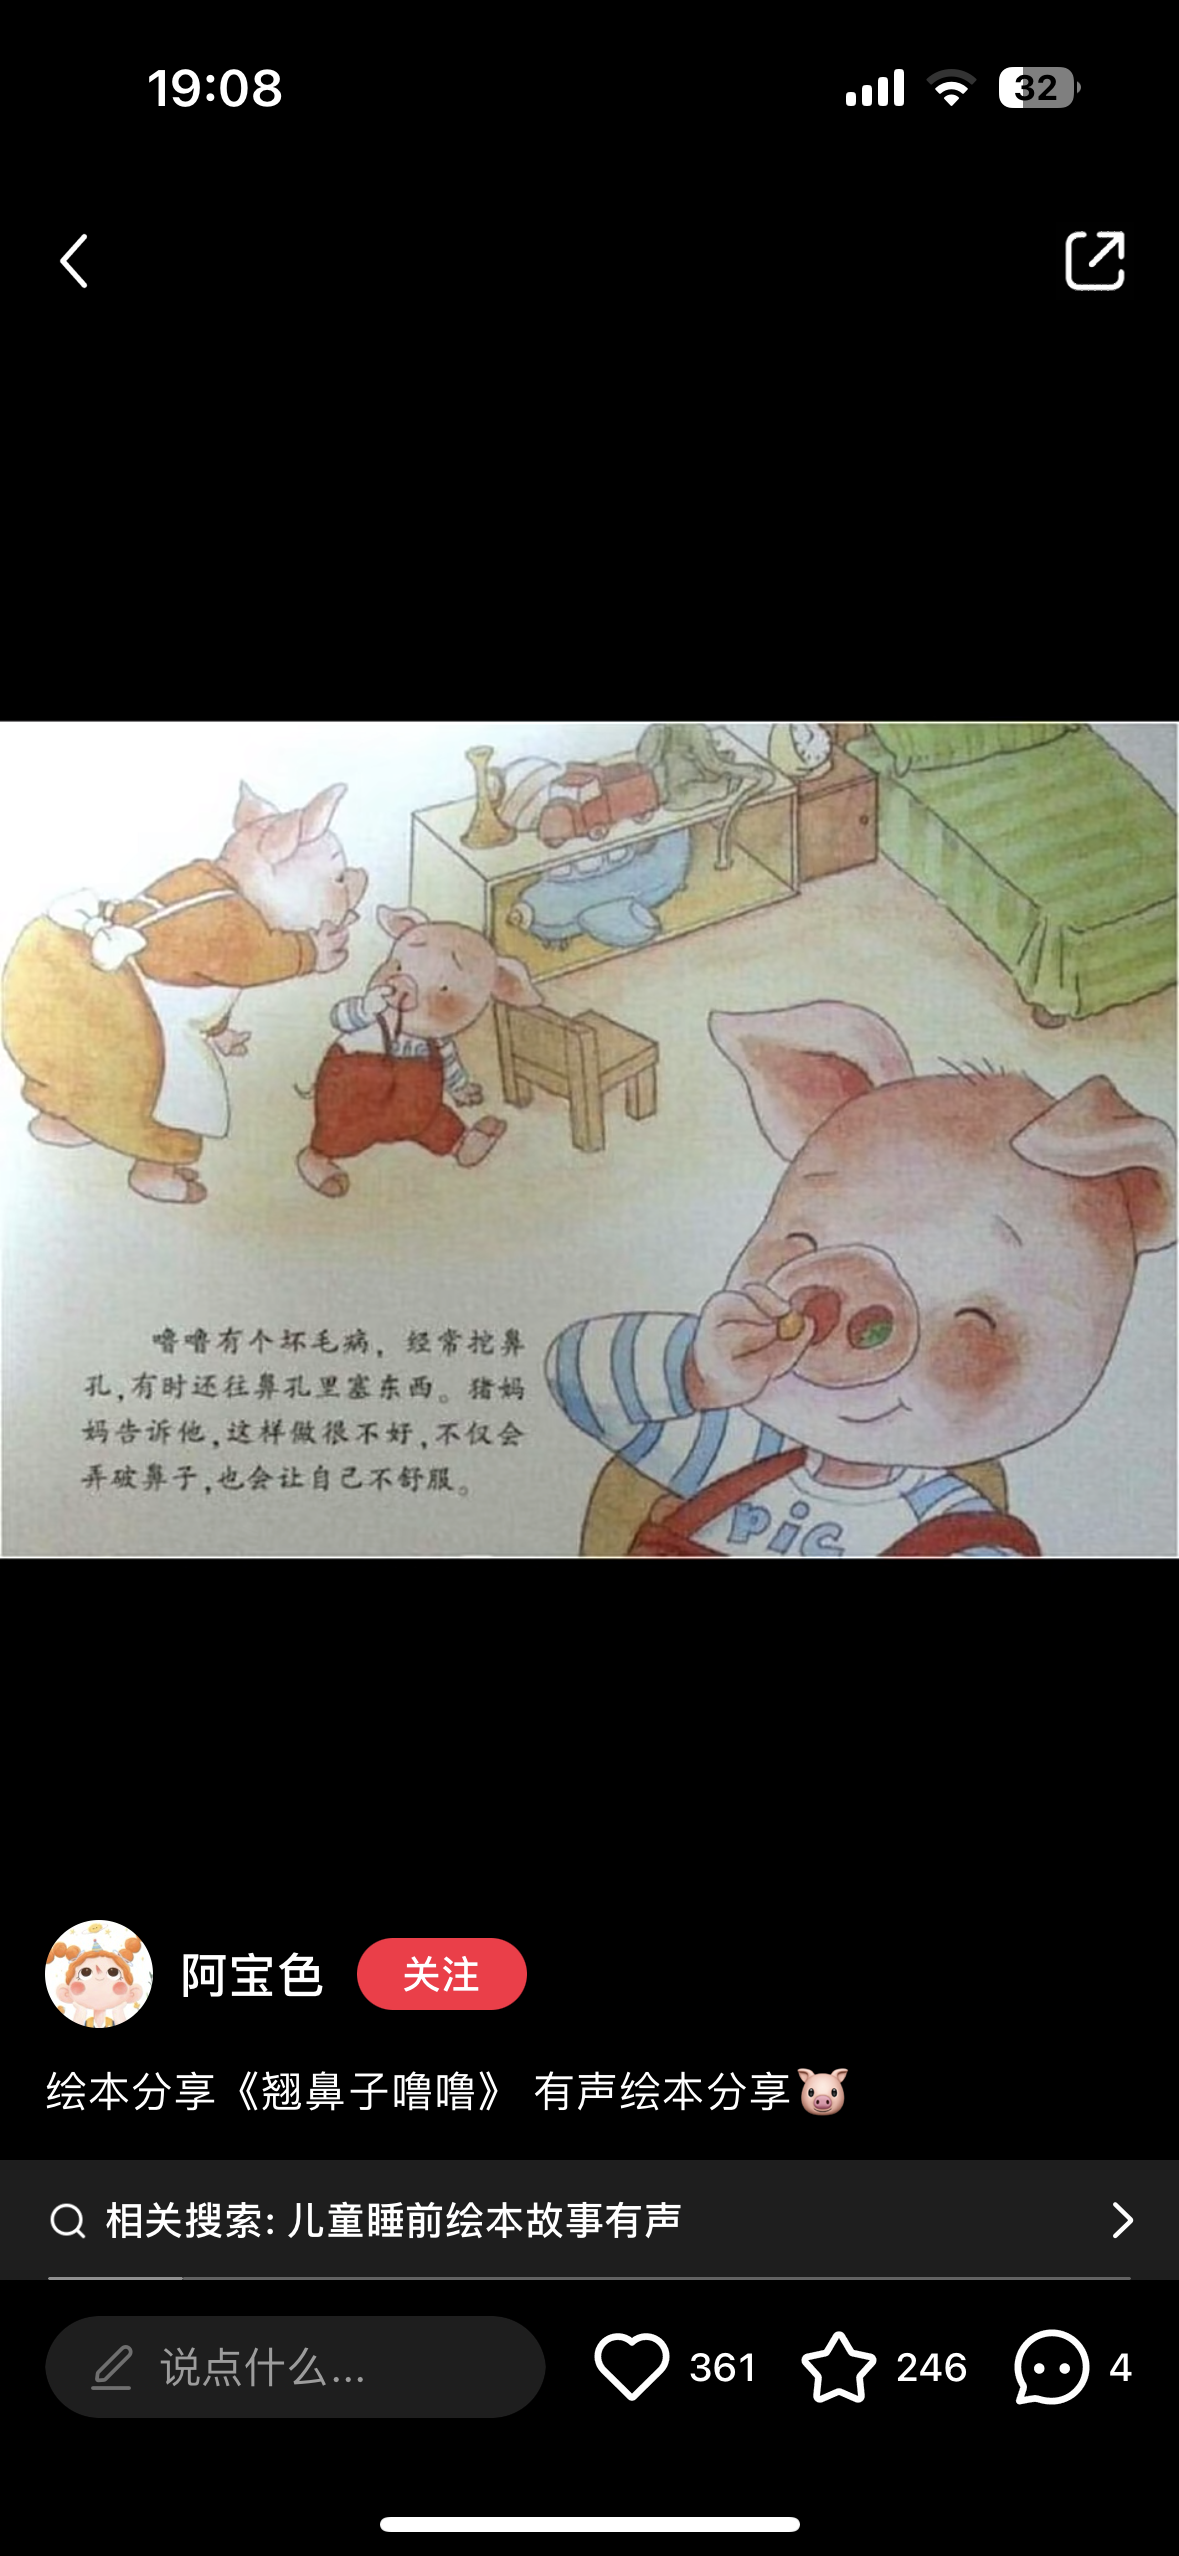 19:08
32
噜噜有个坏毛病，经常挖鼻
孔，有时还往鼻孔里塞东西。猪妈
妈告诉他，这样做很不好，不仅会
弄破鼻子，也会让自己不舒服。
pic
阿宝色
关注
绘本分享《翘鼻子噜噜》 有声绘本分享🐷
相关搜索: 儿童睡前绘本故事有声
说点什么...
361
246
4